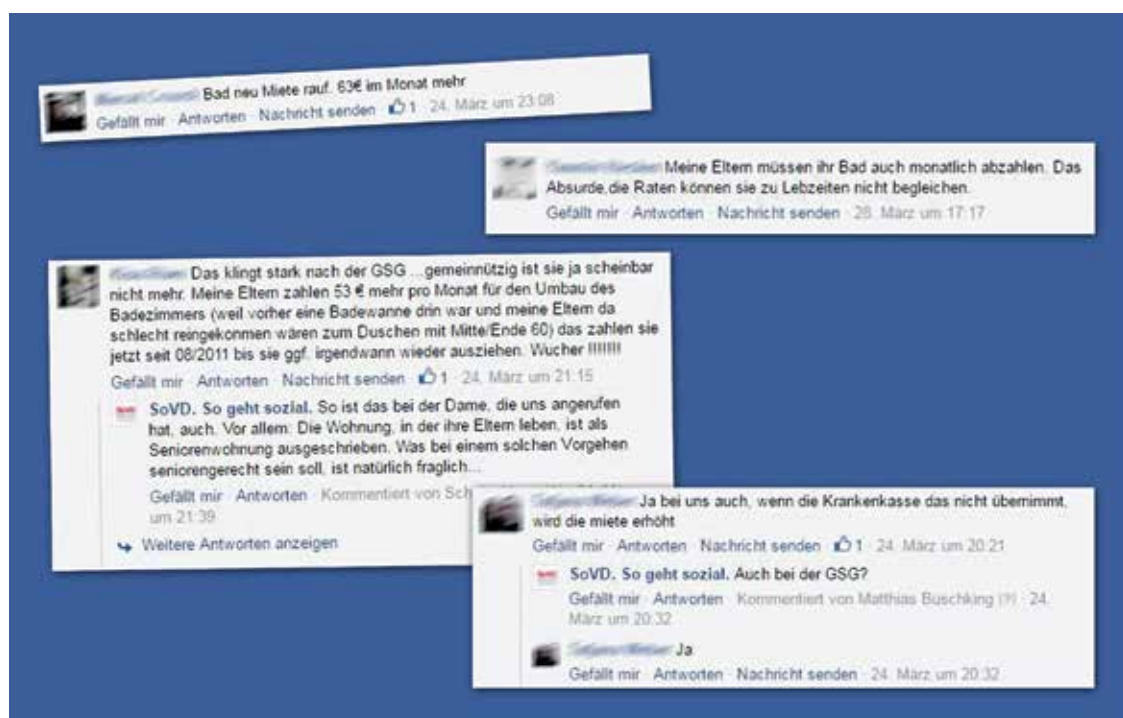 Bad neu Miete rauf. 63€ im Monat mehr
Gefällt mir · Antworten · Nachricht senden · 1 · 24. März um 23:08
Meine Eltern müssen ihr Bad auch monatlich abzahlen. Das
Absurde,die Raten können sie zu Lebzeiten nicht begleichen.
Gefällt mir · Antworten · Nachricht senden · 28. März um 17:17
Das klingt stark nach der GSG ...gemeinnützig ist sie ja scheinbar
nicht mehr. Meine Eltern zahlen 53 € mehr pro Monat für den Umbau des
Badezimmers (weil vorher eine Badewanne drin war und meine Eltern da
schlecht reingekonmen wären zum Duschen mit Mitte/Ende 60) das zahlen sie
jetzt seit 08/2011 bis sie ggf. irgendwann wieder ausziehen. Wucher !!!!!!!
Gefällt mir · Antworten · Nachricht senden · 1 · 24. März um 21:15
SoVD. So geht sozial. So ist das bei der Dame, die uns angerufen
hat, auch. Vor allem: Die Wohnung, in der ihre Eltern leben, ist als
Seniorenwohnung ausgeschrieben. Was bei einem solchen Vorgehen
seniorengerecht sein soll, ist natürlich fraglich...
Gefällt mir · Antworten · Kommentiert von Sch
um 21:39
Weitere Antworten anzeigen
Ja bei uns auch, wenn die Krankenkasse das nicht übernimmt,
wird die miete erhöht
Gefällt mir · Antworten · Nachricht senden · 1 · 24. März um 20:21
SoVD. So geht sozial. Auch bei der GSG?
Gefällt mir · Antworten · Kommentiert von Matthias Büschking [?] · 24.
März um 20:32
Ja
Gefällt mir · Antworten · Nachricht senden · 24. März um 20:32